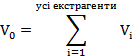 усі екстрагенти
V₀ = ∑ Vᵢ
i=1